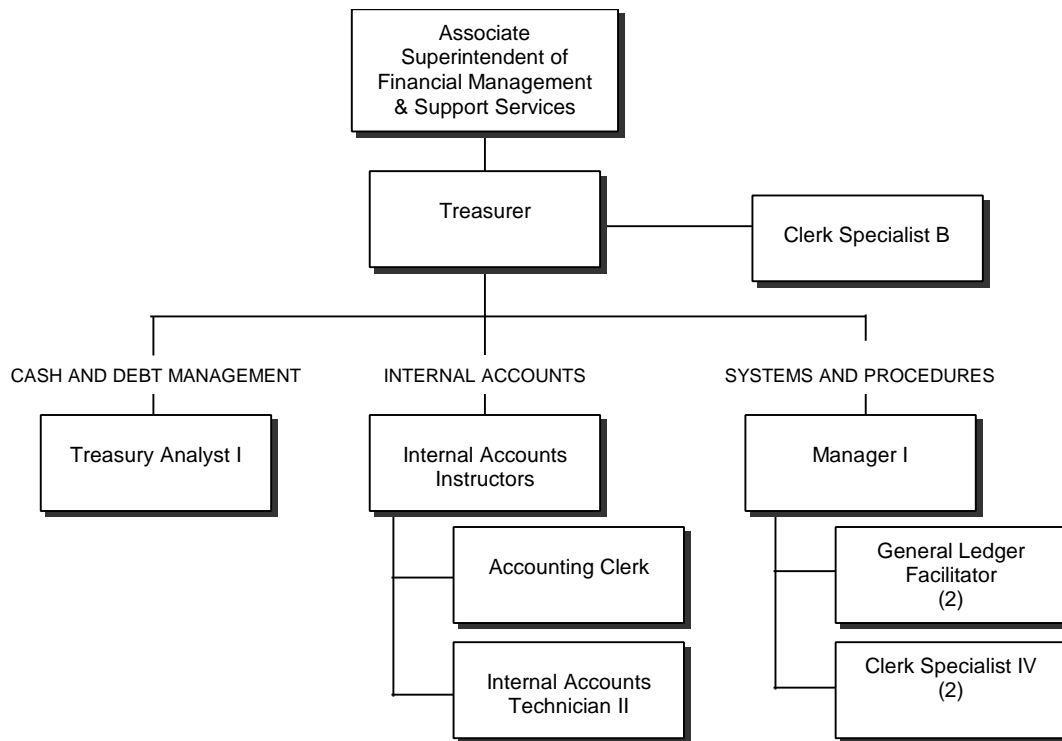 Associate
Superintendent of
Financial Management
& Support Services
Treasurer
Clerk Specialist B
CASH AND DEBT MANAGEMENT
INTERNAL ACCOUNTS
SYSTEMS AND PROCEDURES
Treasury Analyst I
Internal Accounts
Instructors
Manager I
Accounting Clerk
General Ledger
Facilitator
(2)
Internal Accounts
Technician II
Clerk Specialist IV
(2)